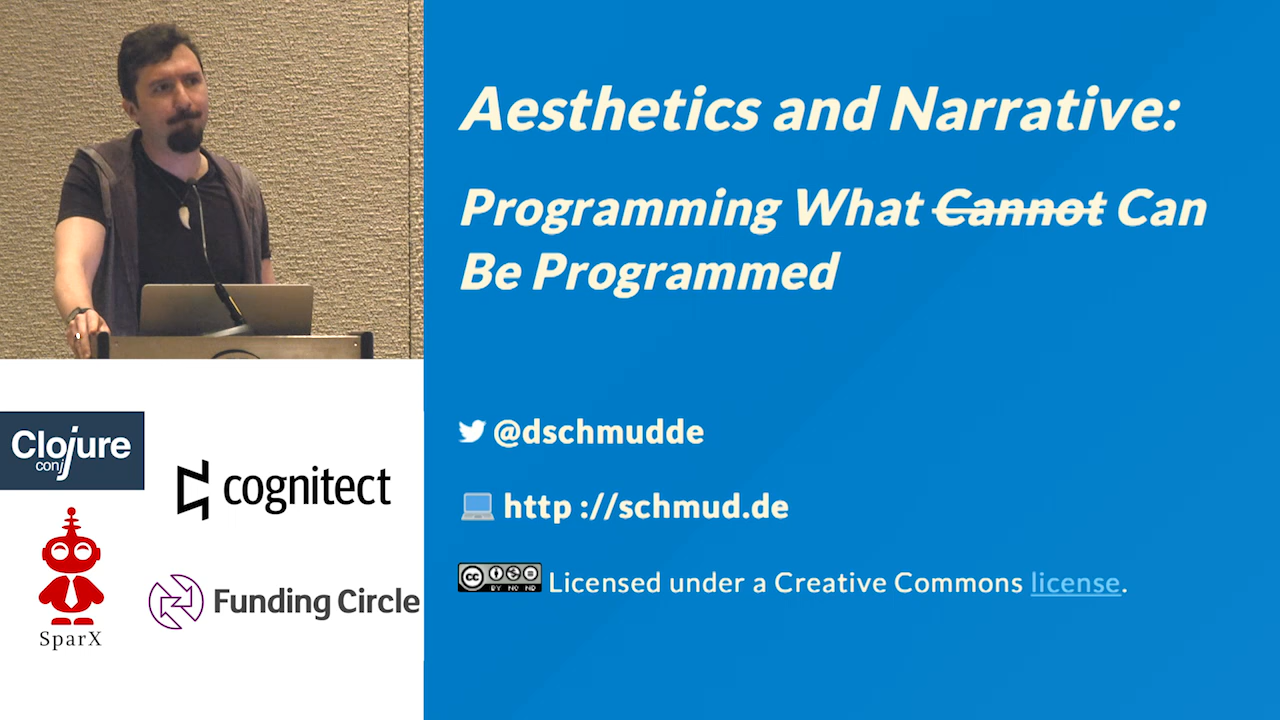 Aesthetics and Narrative:
Programming What Cannot Can
Be Programmed
@dschmudde
http ://schmud.de
Licensed under a Creative Commons license.
Clojure
conj
cognitect
SparX
Funding Circle